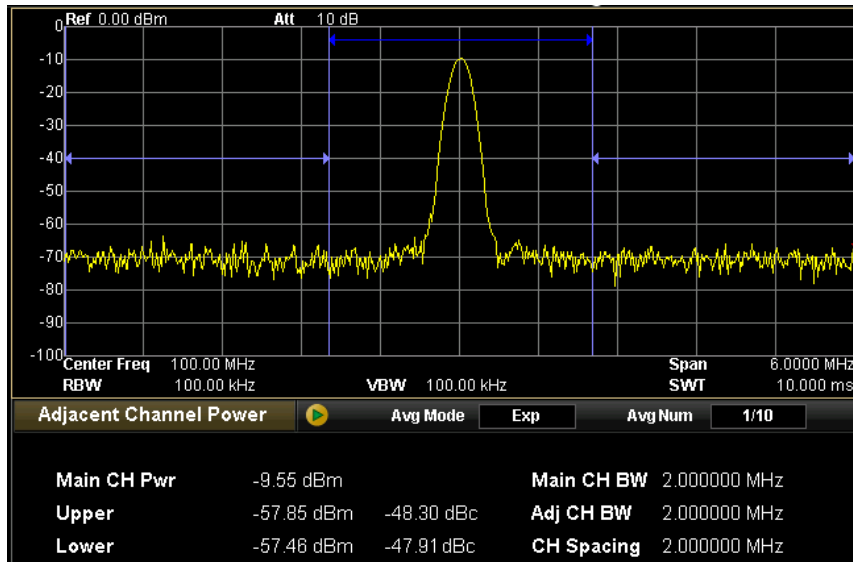 Ref 0.00 dBm Att 10 dB
0
-10
-20
-30
-40
-50
-60
-70
-80
-90
-100
Center Freq 100.00 MHz Span 6.0000 MHz
RBW 100.00 kHz VBW 100.00 kHz SWT 10.000 ms
Adjacent Channel Power Avg Mode Exp Avg Num 1/10
Main CH Pwr -9.55 dBm Main CH BW 2.000000 MHz
Upper -57.85 dBm -48.30 dBc Adj CH BW 2.000000 MHz
Lower -57.46 dBm -47.91 dBc CH Spacing 2.000000 MHz